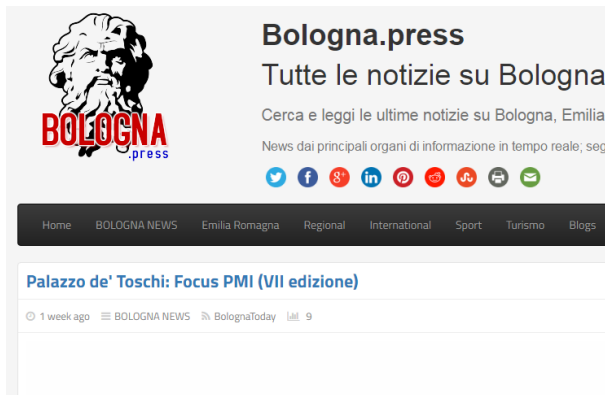 BOLOGNA
.press
Bologna.press
Tutte le notizie su Bologna
Cerca e leggi le ultime notizie su Bologna, Emilia
News dai principali organi di informazione in tempo reale; seg
Home BOLOGNA NEWS Emilia Romagna Regional International Sport Turismo Blogs
Palazzo de' Toschi: Focus PMI (VII edizione)
1 week ago BOLOGNA NEWS BolognaToday 9